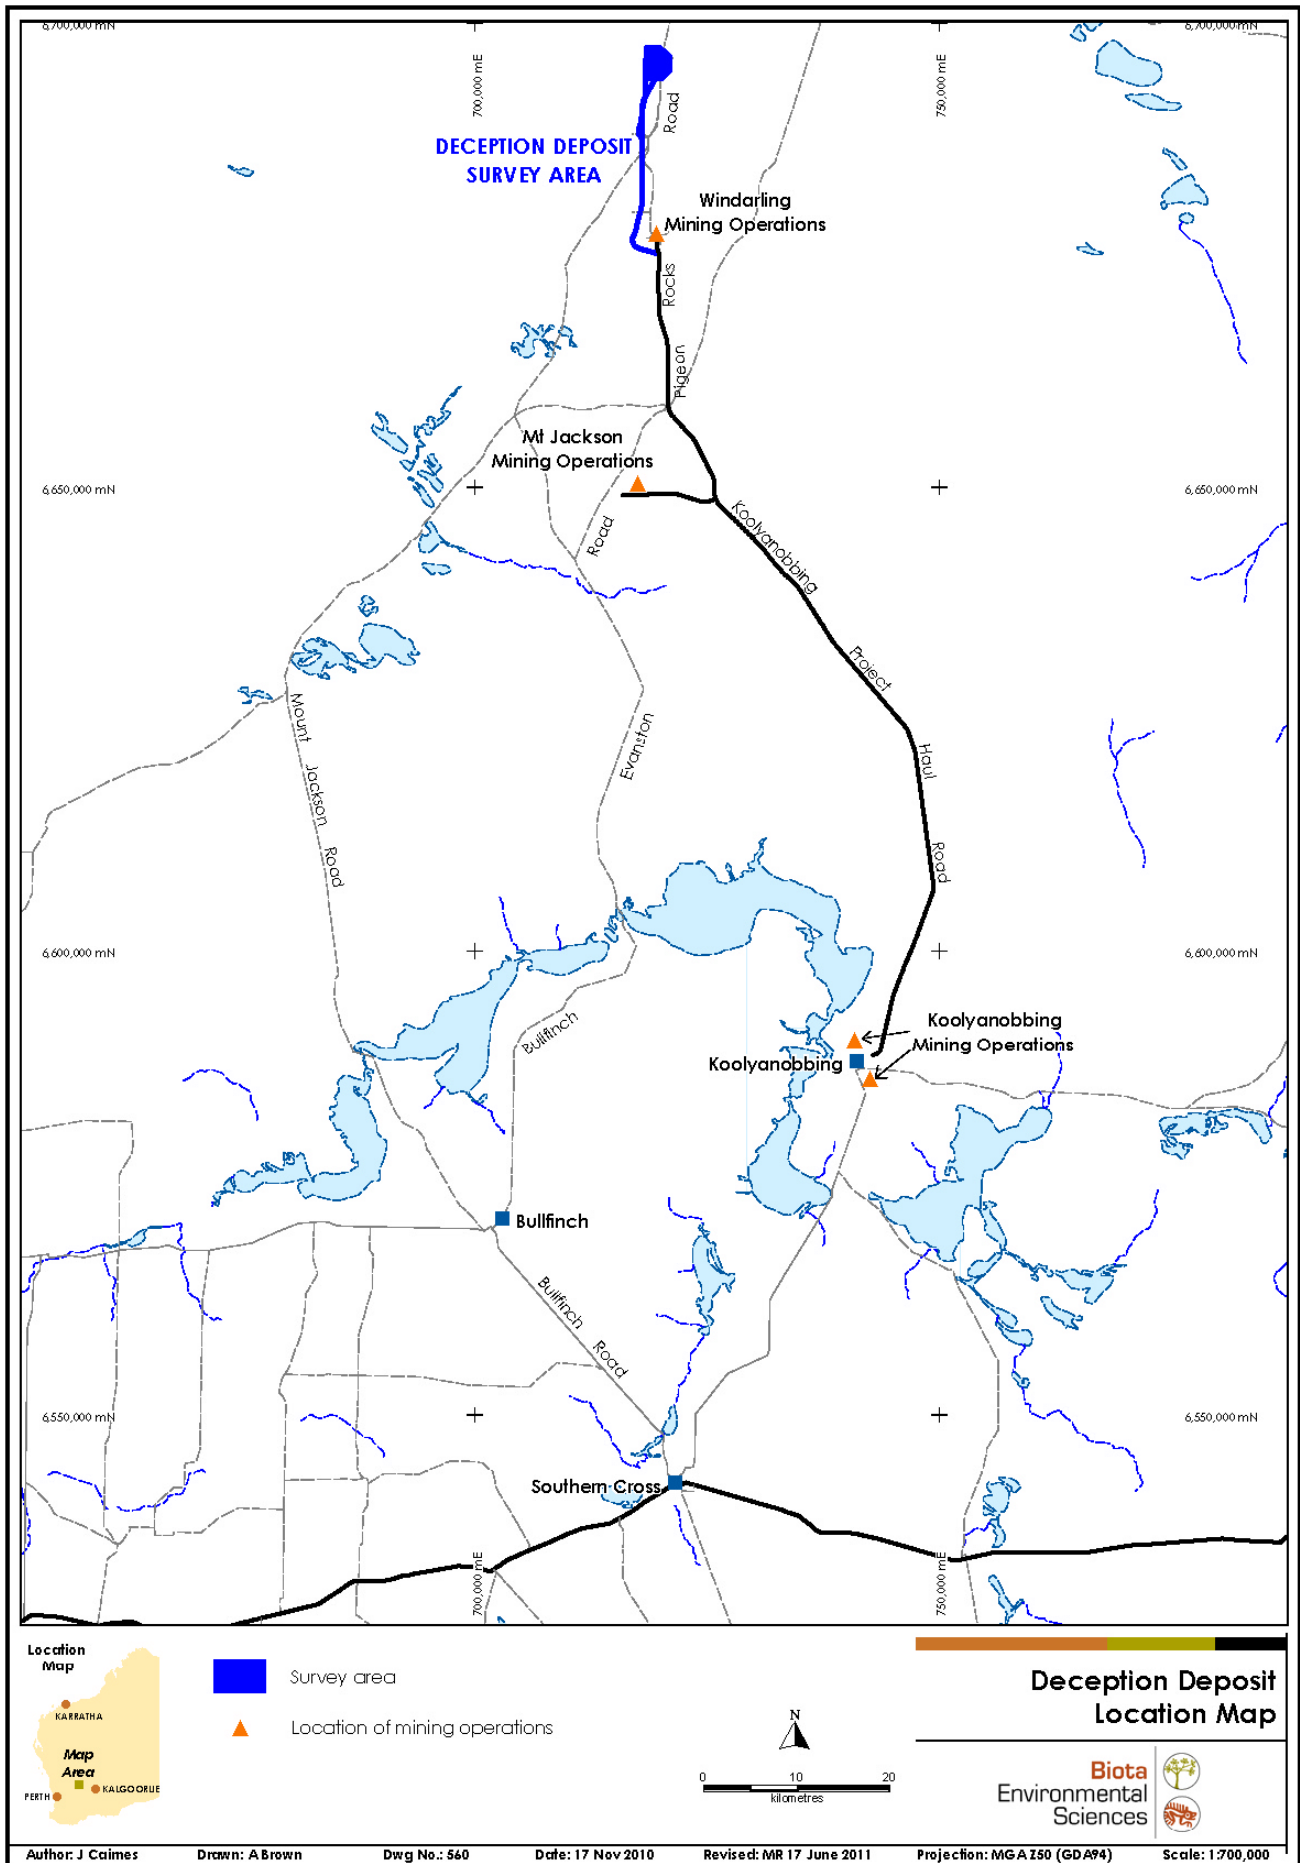 6,700,000 mN
6,700,000 mN
700,000 mE
750,000 mE
Road
DECEPTION DEPOSIT
SURVEY AREA
Windarling
Mining Operations
Rocks
Pigeon
Mt Jackson
Mining Operations
6,650,000 mN
6,650,000 mN
Road
Koolyanobbing
Project
Mount
Jackson
Road
Evanston
Haul
Road
6,600,000 mN
6,600,000 mN
Bullfinch
Koolyanobbing
Mining Operations
Koolyanobbing
Bullfinch
Bullfinch
Road
6,550,000 mN
6,550,000 mN
Southern Cross
700,000 mE
750,000 mE
Location
Map
KARRATHA
Map
Area
KALGOORLIE
PERTH
Survey area
Location of mining operations
N
0 10 20
kilometres
Deception Deposit
Location Map
Biota
Environmental
Sciences
Author: J Cairnes Drawn: A Brown Dwg No.: 560 Date: 17 Nov 2010 Revised: MR 17 June 2011 Projection: MGA Z50 (GDA94) Scale: 1:700,000